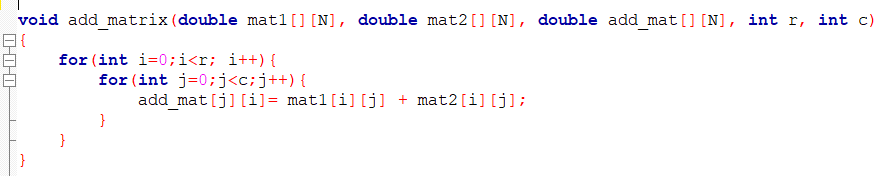 void add_matrix(double mat1[][N], double mat2[][N], double add_mat[][N], int r, int c)
{
    for(int i=0;i<r; i++){
        for(int j=0;j<c;j++){
            add_mat[j][i]= mat1[i][j] + mat2[i][j];
        }
    }
}